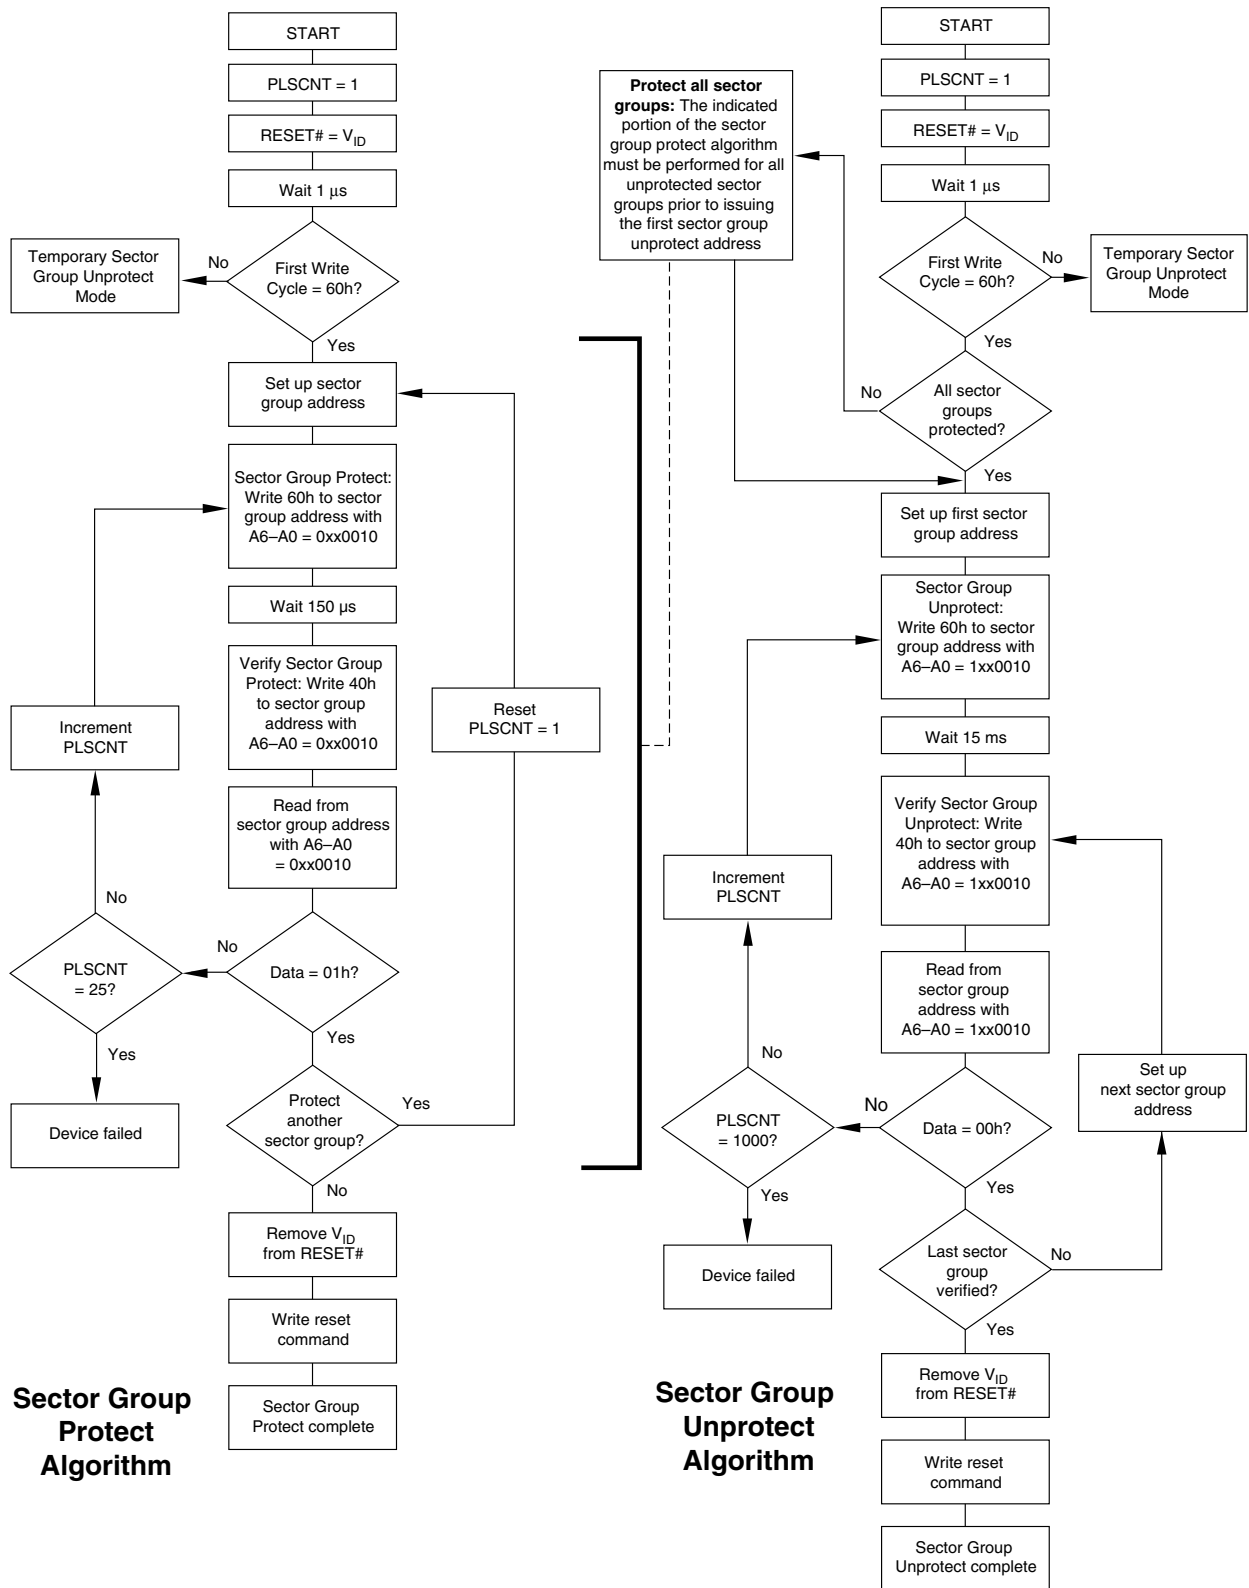 START
PLSCNT = 1
RESET# = VID
Wait 1 μs
First Write
Cycle = 60h?
No
Temporary Sector
Group Unprotect
Mode
Yes
Set up sector
group address
Sector Group Protect:
Write 60h to sector
group address with
A6–A0 = 0xx0010
Wait 150 µs
Verify Sector Group
Protect: Write 40h
to sector group
address with
A6–A0 = 0xx0010
Reset
PLSCNT = 1
Increment
PLSCNT
Read from
sector group address
with A6–A0
= 0xx0010
No
No
Data = 01h?
PLSCNT
= 25?
Yes
Yes
Device failed
Protect
another
sector group?
Yes
No
Remove VID
from RESET#
Write reset
command
Sector Group
Protect complete
Sector Group
Protect
Algorithm
Protect all sector
groups: The indicated
portion of the sector
group protect algorithm
must be performed for all
unprotected sector
groups prior to issuing
the first sector group
unprotect address
START
PLSCNT = 1
RESET# = VID
Wait 1 μs
First Write
Cycle = 60h?
No
Temporary Sector
Group Unprotect
Mode
Yes
All sector
groups
protected?
No
Yes
Set up first sector
group address
Sector Group
Unprotect:
Write 60h to sector
group address with
A6–A0 = 1xx0010
Wait 15 ms
Verify Sector Group
Unprotect: Write
40h to sector group
address with
A6–A0 = 1xx0010
Increment
PLSCNT
Read from
sector group
address with
A6–A0 = 1xx0010
No
No
Data = 00h?
PLSCNT
= 1000?
Set up
next sector group
address
Yes
Yes
Device failed
Last sector
group
verified?
No
Yes
Remove VID
from RESET#
Write reset
command
Sector Group
Unprotect complete
Sector Group
Unprotect
Algorithm